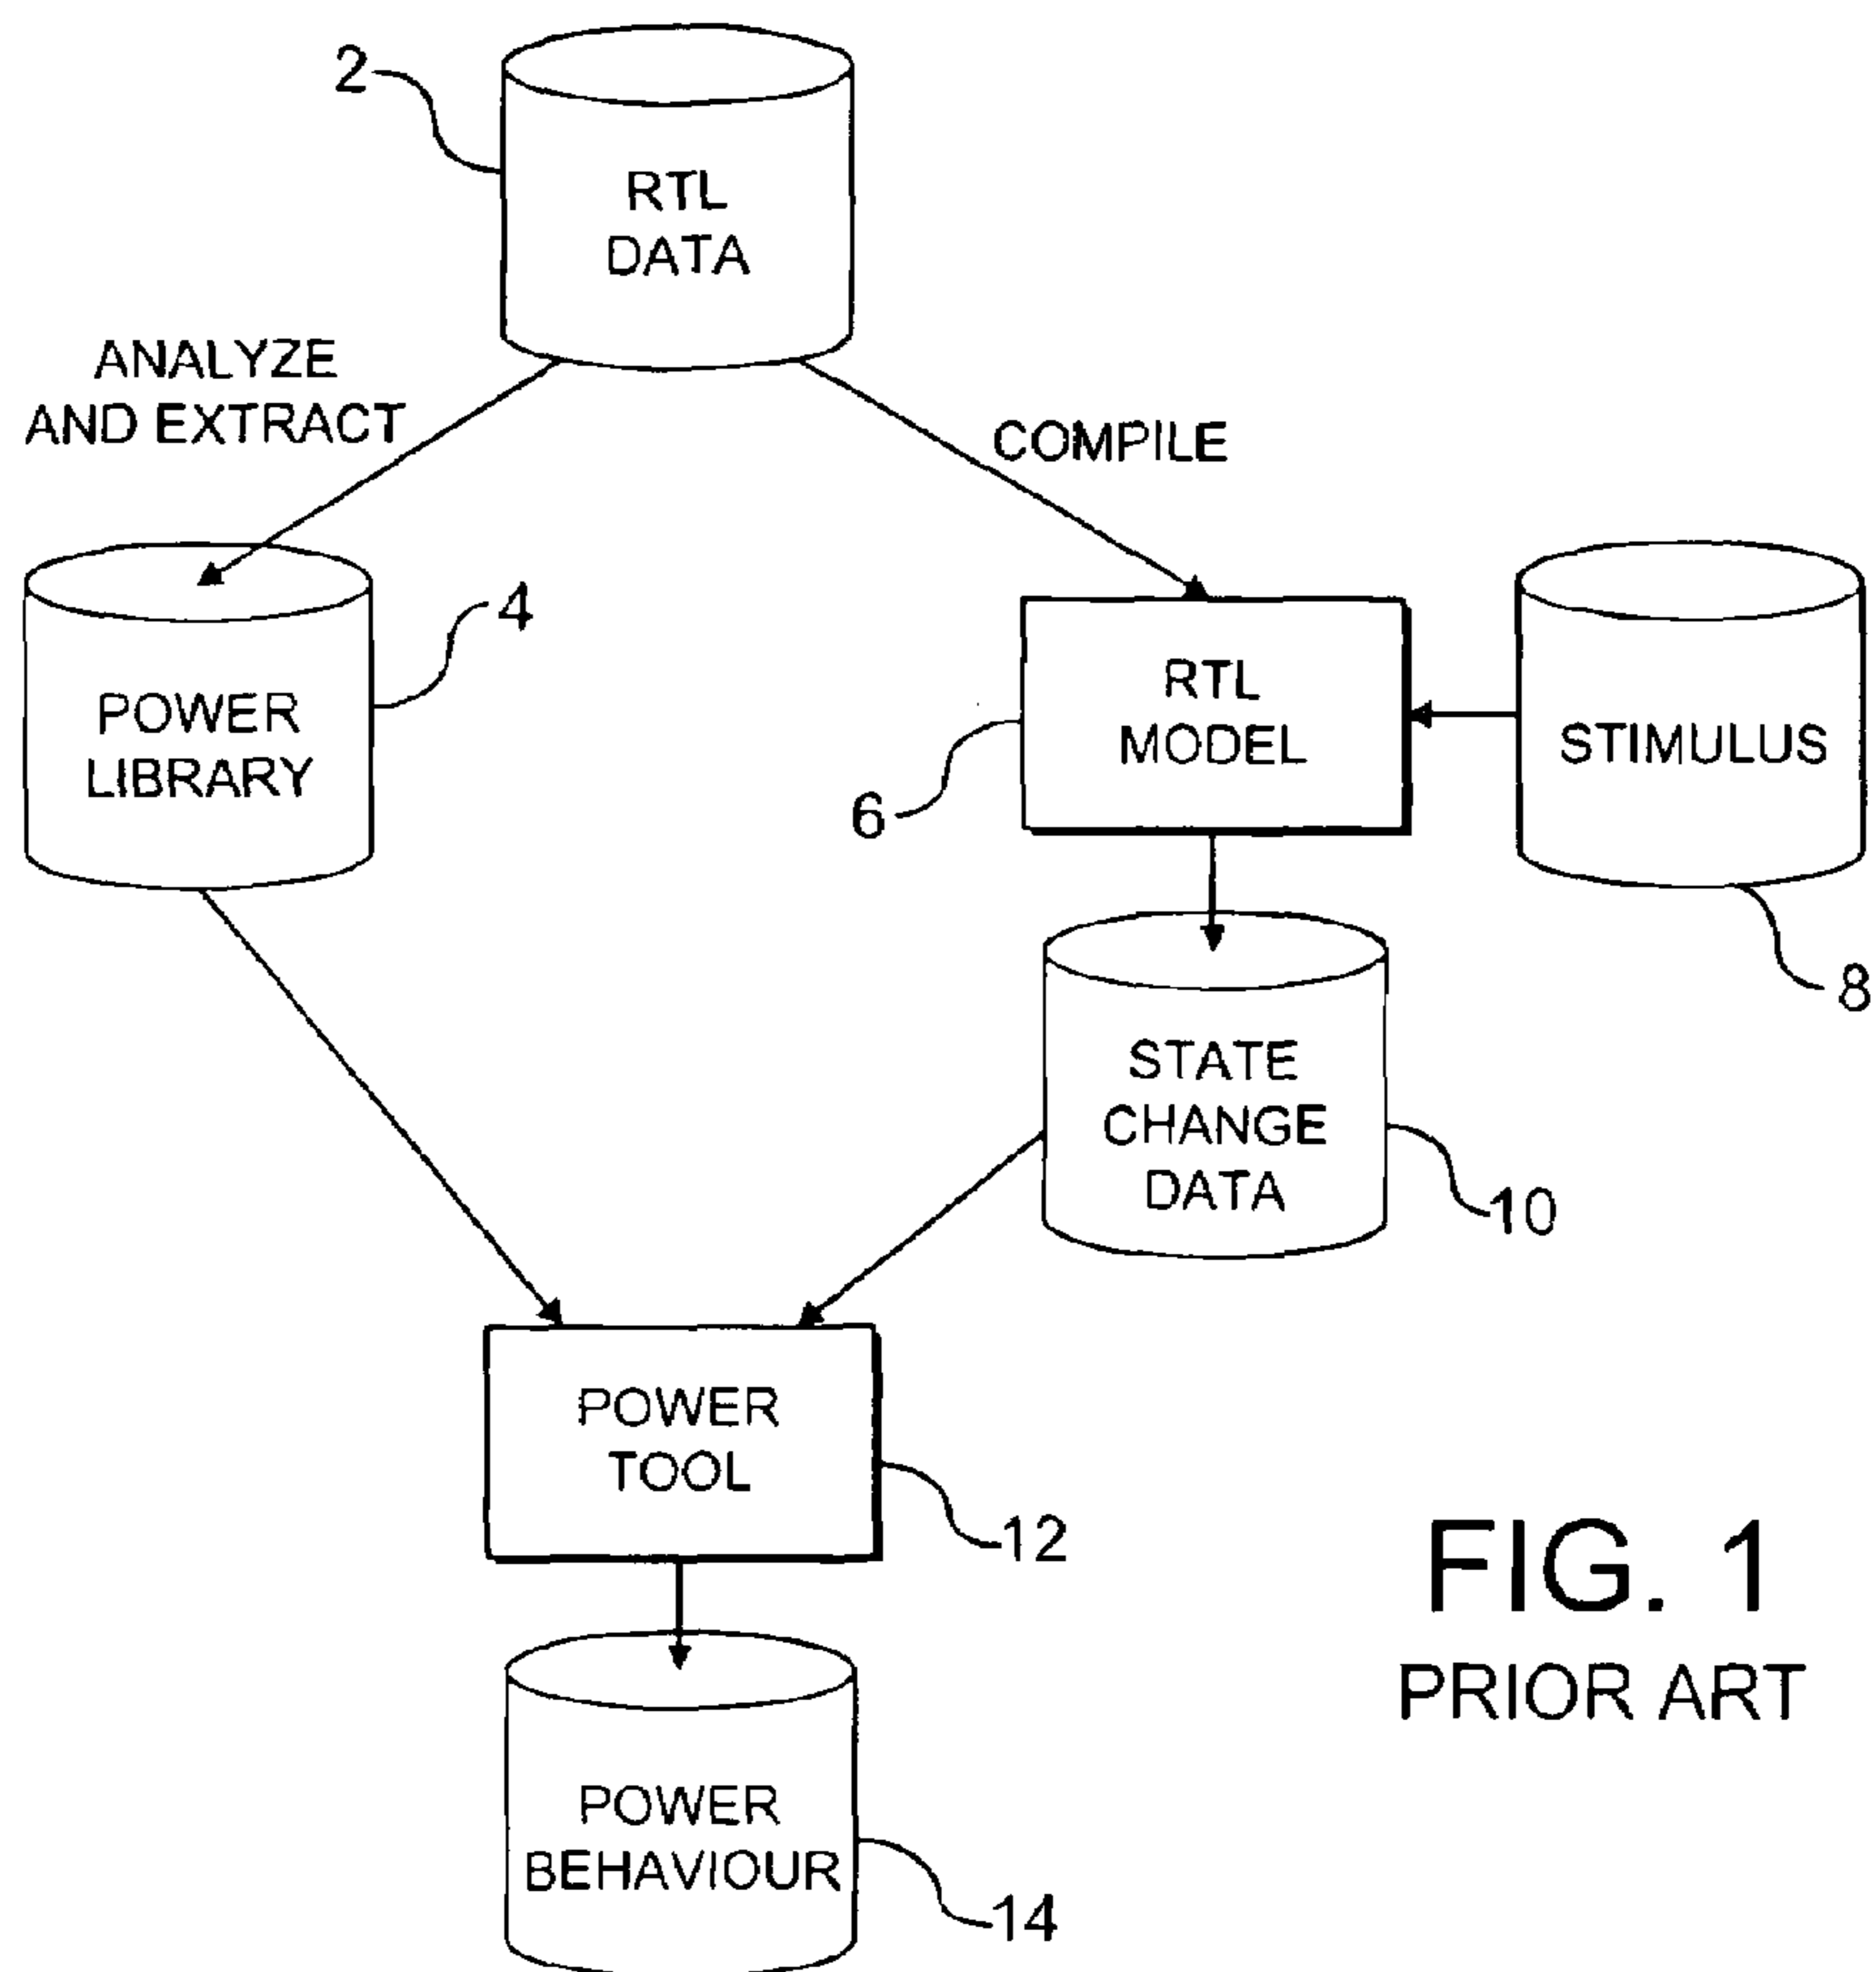 2
RTL
DATA
ANALYZE
AND EXTRACT
COMPILE
4
POWER
LIBRARY
RTL
MODEL
STIMULUS
6
8
STATE
CHANGE
DATA
10
POWER
TOOL
12
FIG. 1
PRIOR ART
POWER
BEHAVIOUR
14